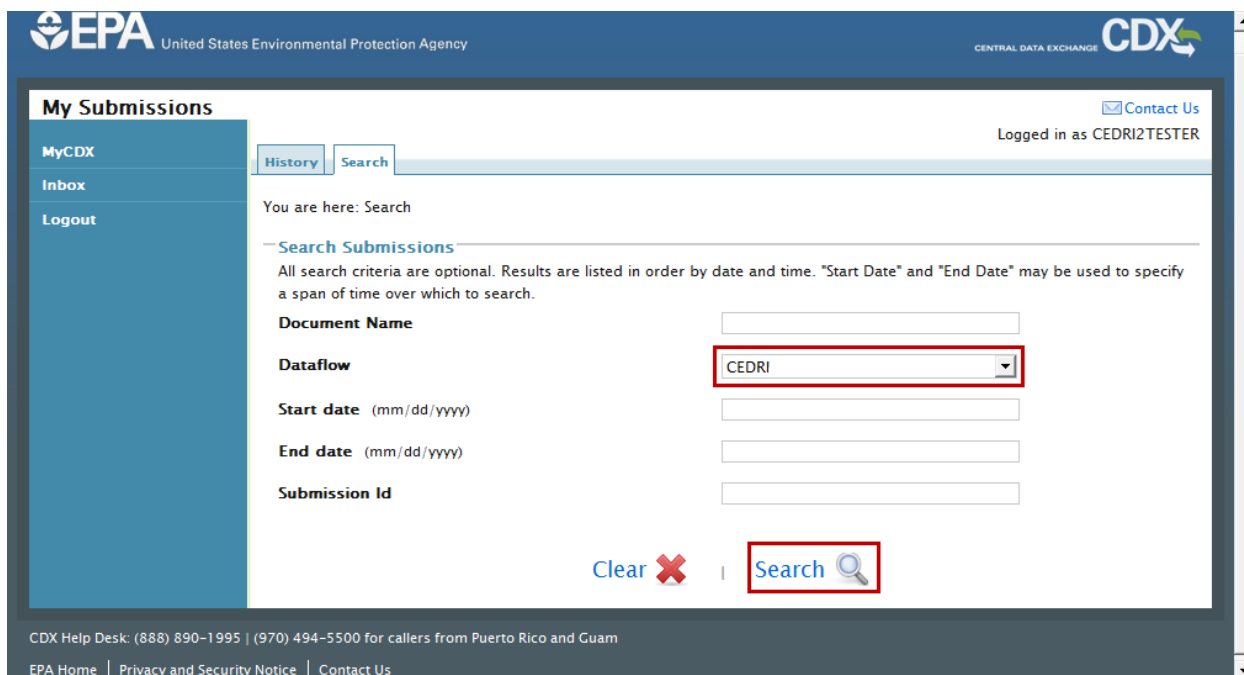 EPA United States Environmental Protection Agency
CENTRAL DATA EXCHANGE CDX
My Submissions
Contact Us
Logged in as CEDRI2TESTER
MyCDX
Inbox
Logout
History
Search
You are here: Search
Search Submissions
All search criteria are optional. Results are listed in order by date and time. "Start Date" and "End Date" may be used to specify
a span of time over which to search.
Document Name
Dataflow CEDRI
Start date (mm/dd/yyyy)
End date (mm/dd/yyyy)
Submission Id
Clear | Search
CDX Help Desk: (888) 890-1995 | (970) 494-5500 for callers from Puerto Rico and Guam
EPA Home | Privacy and Security Notice | Contact Us